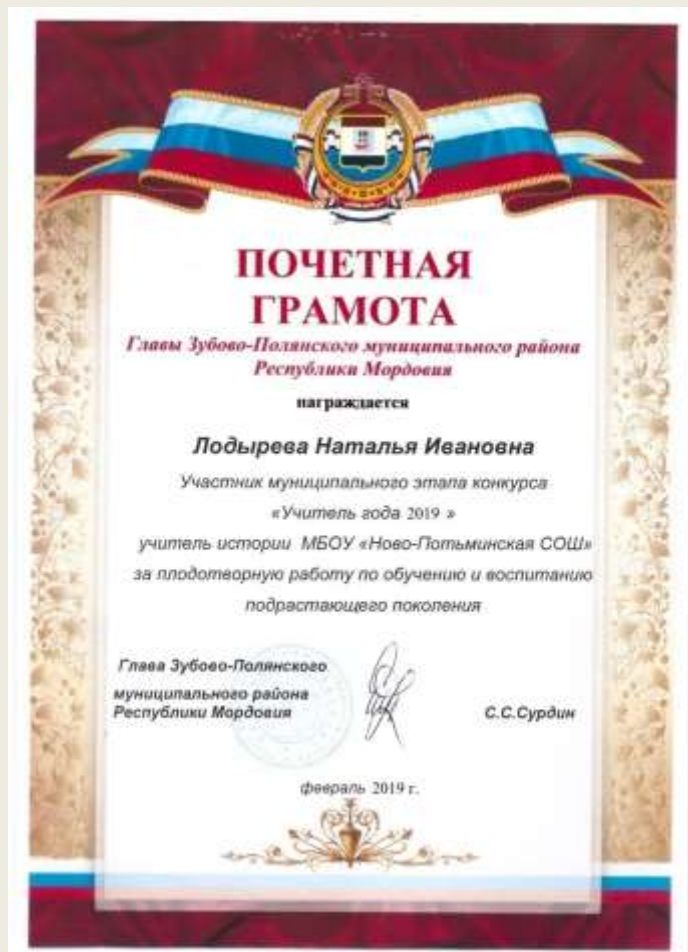 ПОЧЕТНАЯ
ГРАМОТА
Главы Зубово-Полянского муниципального района
Республики Мордовия
награждается
Лодырева Наталья Ивановна
Участник муниципального этапа конкурса
«Учитель года 2019 »
учитель истории МБОУ «Ново-Потьминская СОШ»
за плодотворную работу по обучению и воспитанию
подрастающего поколения
Глава Зубово-Полянского
муниципального района
Республики Мордовия С.С.Сурдин
февраль 2019 г.